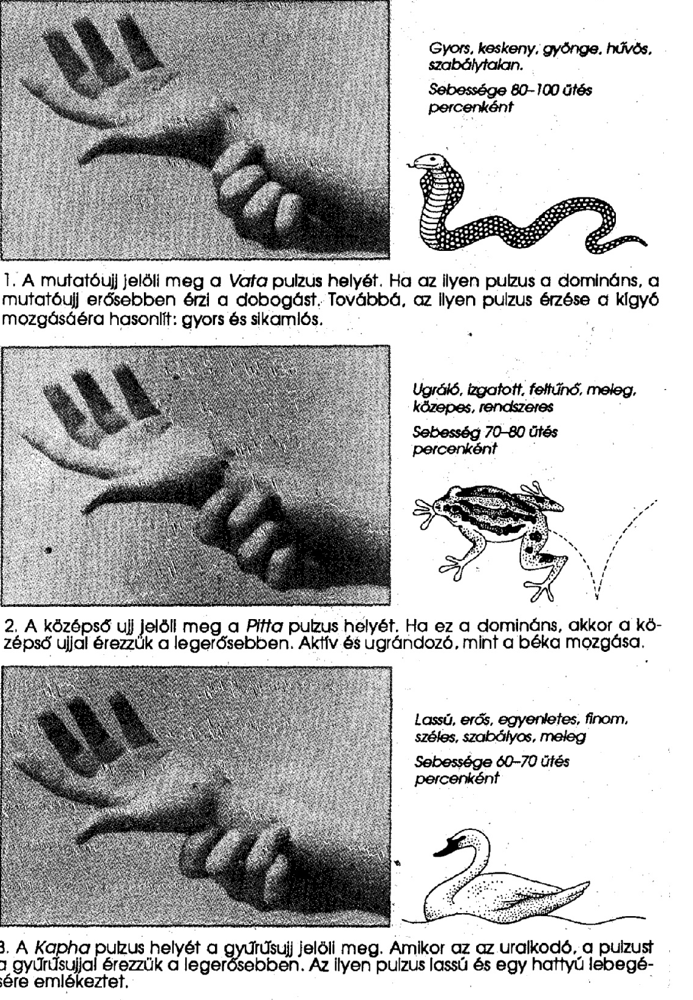 Gyors, keskeny, gyönge, hűvös,
szabálytalan.
Sebessége 80–100 ütés
percenként
1. A mutatóujj jelöli meg a Vata pulzus helyét. Ha az ilyen pulzus a domináns, a
mutatóujj erősebben érzi a dobogást. Továbbá, az ilyen pulzus érzése a kígyó
mozgásáéra hasonlít: gyors és sikamlós.
Ugráló, izgatott, feltűnő, meleg,
közepes, rendszeres
Sebesség 70–80 ütés
percenként
2. A középső ujj jelöli meg a Pitta pulzus helyét. Ha ez a domináns, akkor a kö-
zépső ujjal érezzük a legerősebben. Aktív és ugrándozó, mint a béka mozgása.
Lassú, erős, egyenletes, finom,
széles, szabályos, meleg
Sebessége 60–70 ütés
percenként
3. A Kapha pulzus helyét a gyűrűsujj jelöli meg. Amikor az az uralkodó, a pulzust
a gyűrűsujjal érezzük a legerősebben. Az ilyen pulzus lassú és egy hattyú lebegé-
sére emlékeztet.